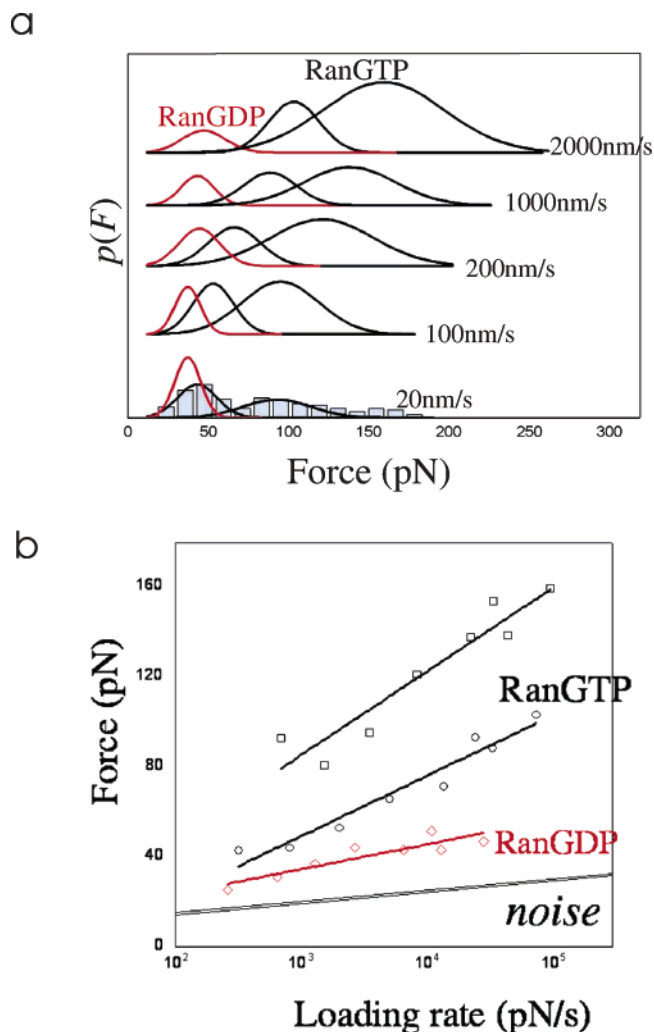 a
RanGTP
RanGDP
2000nm/s
1000nm/s
200nm/s
100nm/s
20nm/s
p(F)
0 50 100 150 200 250 300
Force (pN)
b
160
120
80
40
0
Force (pN)
RanGTP
RanGDP
noise
10² 10³ 10⁴ 10⁵
Loading rate (pN/s)